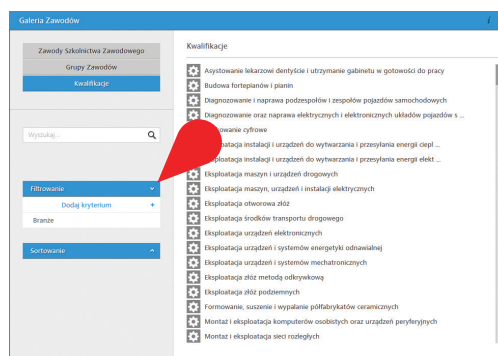 Galeria Zawodów
i
Zawody Szkolnictwa Zawodowego
Grupy Zawodów
Kwalifikacje
Wyszukaj...
Filtrowanie
Dodaj kryterium +
Branże
Sortowanie
Kwalifikacje
Asystowanie lekarzowi dentyście i utrzymanie gabinetu w gotowości do pracy
Budowa fortepianów i pianin
Diagnozowanie i naprawa podzespołów i zespołów pojazdów samochodowych
Diagnozowanie oraz naprawa elektrycznych i elektronicznych układów pojazdów s ...
cyfrowe
instalacji i urządzeń do wytwarzania i przesyłania energii ciepl ...
instalacji i urządzeń do wytwarzania i przesyłania energii elekt ...
Eksploatacja maszyn i urządzeń drogowych
Eksploatacja maszyn, urządzeń i instalacji elektrycznych
Eksploatacja otworowa złóż
Eksploatacja środków transportu drogowego
Eksploatacja urządzeń elektronicznych
Eksploatacja urządzeń i systemów energetyki odnawialnej
Eksploatacja urządzeń i systemów mechatronicznych
Eksploatacja złóż metodą odkrywkową
Eksploatacja złóż podziemnych
Formowanie, suszenie i wypalanie półfabrykatów ceramicznych
Montaż i eksploatacja komputerów osobistych oraz urządzeń peryferyjnych
Montaż i eksploatacja sieci rozległych